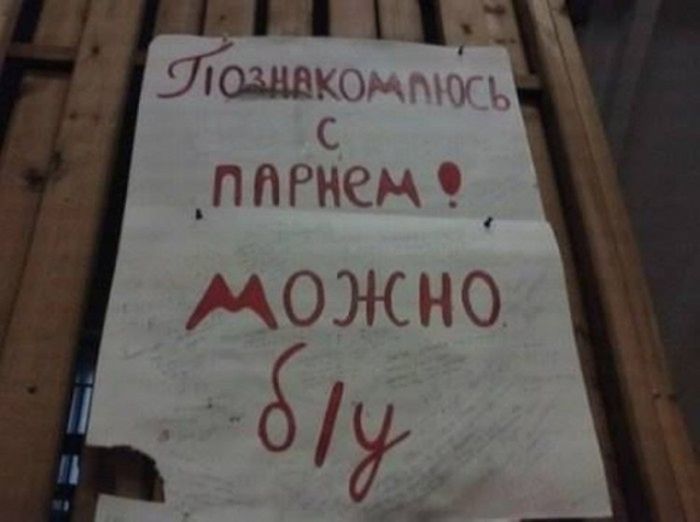 Познакомлюсь
с
парнем!
можно
б/у